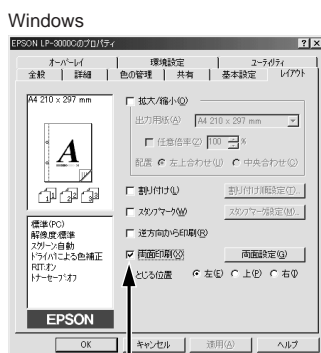 Windows
EPSON LP-3000Cのプロパティ
オーバーレイ 環境設定 ユーティリティ
全般 詳細 色の管理 共有 基本設定 レイアウト
A4 210 x 297 mm
A
標準(PC)
解像度:標準
スクリーン:自動
ドライバによる色補正
RIT:オフ
トナーセーブ:オフ
EPSON
拡大/縮小(O)
出力用紙(A) A4 210 x 297 mm
任意倍率(Z) 100 %
配置 左上合わせ(U) 中央合わせ(C)
割り付け(L) 割り付け順設定(T)...
スタンプマーク(W) スタンプマーク設定(M)...
逆方向から印刷(R)
両面印刷(X) 両面設定(G)
とじる位置 左(E) 上(P) 右(I)
OK キャンセル 適用(A) ヘルプ